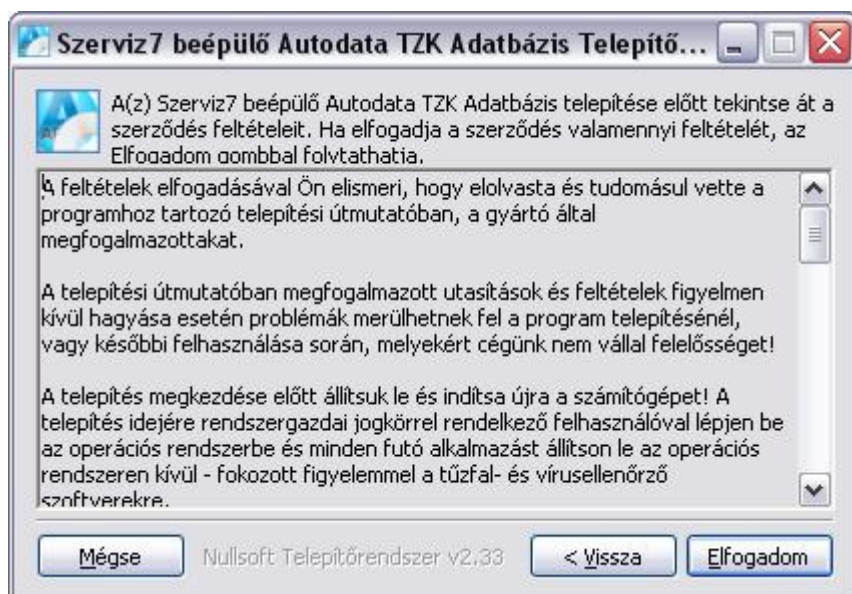 Szerviz7 beépülő Autodata TZK Adatbázis Telepítő...
A(z) Szerviz7 beépülő Autodata TZK Adatbázis telepítése előtt tekintse át a
szerződés feltételeit. Ha elfogadja a szerződés valamennyi feltételét, az
Elfogadom gombbal folytathatja.
A feltételek elfogadásával Ön elismeri, hogy elolvasta és tudomásul vette a
programhoz tartozó telepítési útmutatóban, a gyártó által
megfogalmazottakat.
A telepítési útmutatóban megfogalmazott utasítások és feltételek figyelmen
kívül hagyása esetén problémák merülhetnek fel a program telepítésénél,
vagy későbbi felhasználása során, melyekért cégünk nem vállal felelősséget!
A telepítés megkezdése előtt állítsuk le és indítsa újra a számítógépet! A
telepítés idejére rendszergazdai jogkörrel rendelkező felhasználóval lépjen be
az operációs rendszerbe és minden futó alkalmazást állítson le az operációs
rendszeren kívül - fokozott figyelemmel a tűzfal- és vírusellenőrző
szoftverekre.
Mégse Nullsoft Telepítőrendszer v2.33 < Vissza Elfogadom